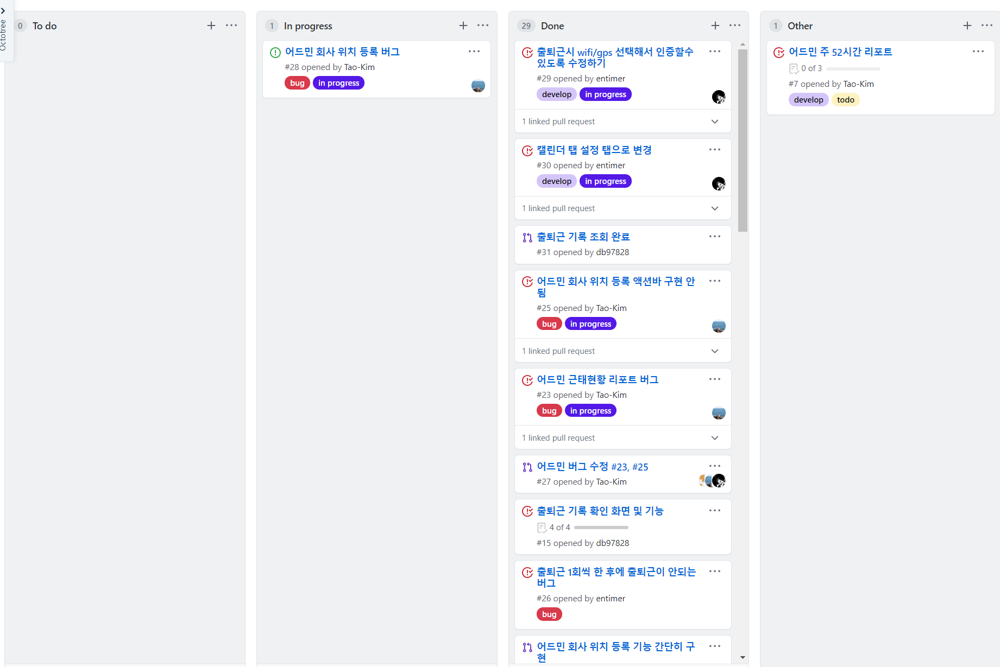 Octotree
0 To do
1 In progress
어드민 회사 위치 등록 버그
#28 opened by Tao-Kim
bug in progress
29 Done
출퇴근시 wifi/gps 선택해서 인증할수
있도록 수정하기
#29 opened by entimer
develop in progress
1 linked pull request
캘린더 탭 설정 탭으로 변경
#30 opened by entimer
develop in progress
1 linked pull request
출퇴근 기록 조회 완료
#31 opened by db97828
어드민 회사 위치 등록 액션바 구현 안
됨
#25 opened by Tao-Kim
bug in progress
1 linked pull request
어드민 근태현황 리포트 버그
#23 opened by Tao-Kim
bug in progress
1 linked pull request
어드민 버그 수정 #23, #25
#27 opened by Tao-Kim
출퇴근 기록 확인 화면 및 기능
4 of 4
#15 opened by db97828
출퇴근 1회씩 한 후에 출퇴근이 안되는
버그
#26 opened by entimer
bug
어드민 회사 위치 등록 기능 간단히 구
현
1 Other
어드민 주 52시간 리포트
0 of 3
#7 opened by Tao-Kim
develop todo